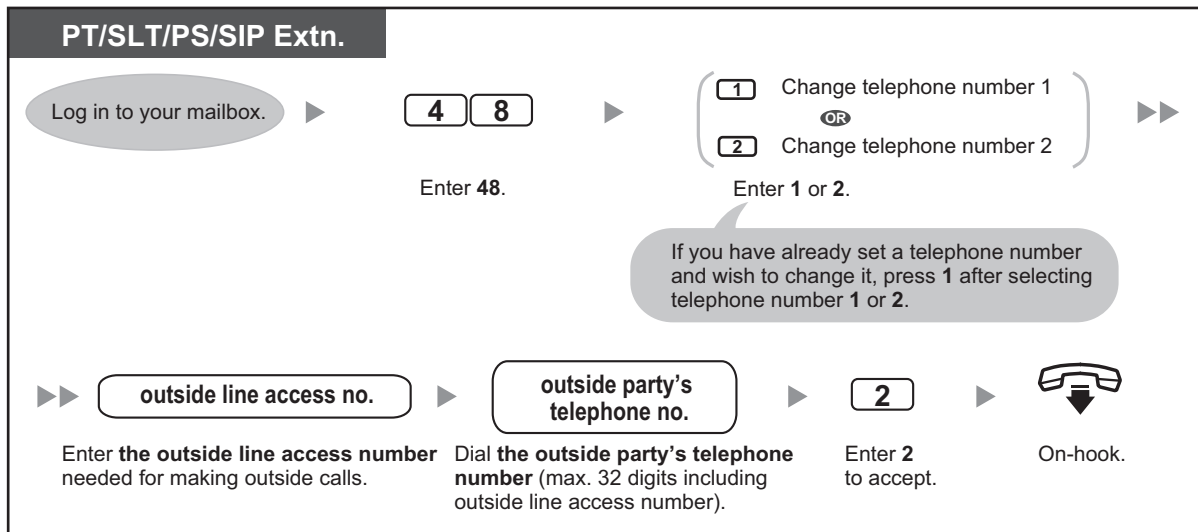 PT/SLT/PS/SIP Extn.
Log in to your mailbox.
4 8
Enter 48.
1 Change telephone number 1
OR
2 Change telephone number 2
Enter 1 or 2.
If you have already set a telephone number
and wish to change it, press 1 after selecting
telephone number 1 or 2.
outside line access no.
Enter the outside line access number
needed for making outside calls.
outside party’s
telephone no.
Dial the outside party’s telephone
number (max. 32 digits including
outside line access number).
2
Enter 2
to accept.
On-hook.